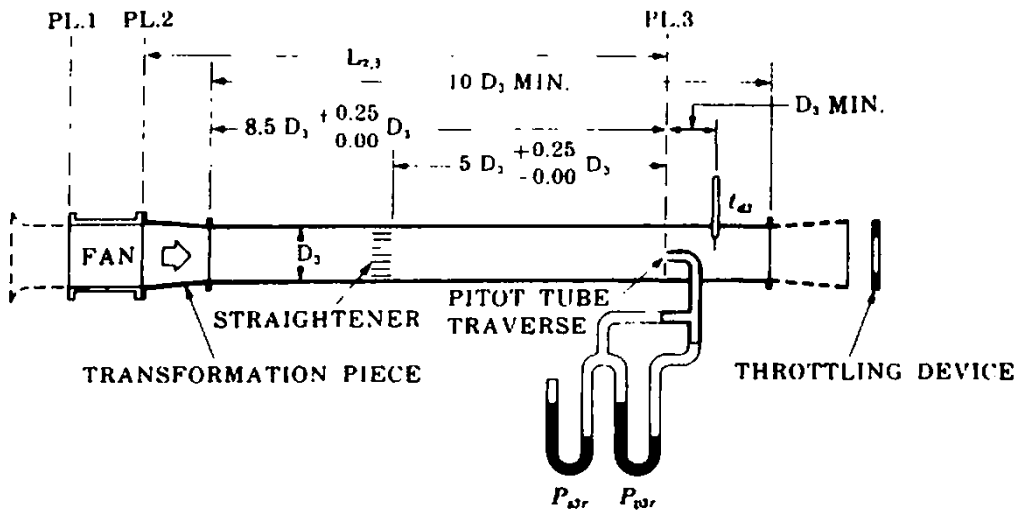 PL.1 PL.2 PL.3
L2,3
10 D3 MIN.
D3 MIN.
8.5 D3 +0.25 0.00 D3
5 D3 +0.25 -0.00 D3
td3
FAN
D3
STRAIGHTENER
PITOT TUBE
TRAVERSE
TRANSFORMATION PIECE
THROTTLING DEVICE
Ps3r Pv3r